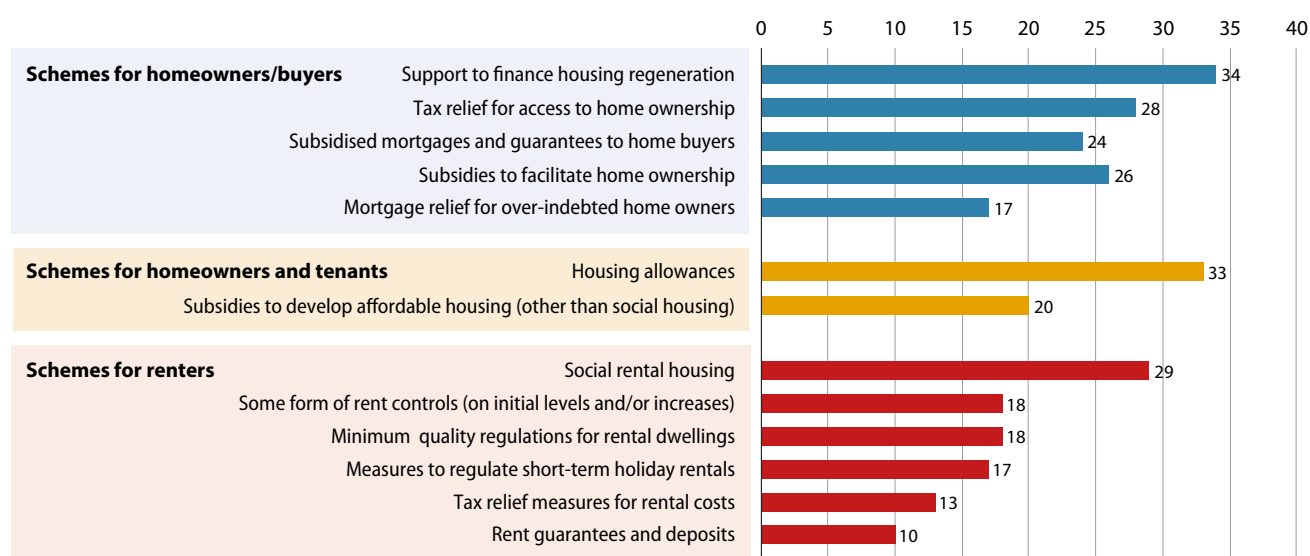 0 5 10 15 20 25 30 35 40
Schemes for homeowners/buyers Support to finance housing regeneration 34
Tax relief for access to home ownership 28
Subsidised mortgages and guarantees to home buyers 24
Subsidies to facilitate home ownership 26
Mortgage relief for over-indebted home owners 17
Schemes for homeowners and tenants Housing allowances 33
Subsidies to develop affordable housing (other than social housing) 20
Schemes for renters Social rental housing 29
Some form of rent controls (on initial levels and/or increases) 18
Minimum quality regulations for rental dwellings 18
Measures to regulate short-term holiday rentals 17
Tax relief measures for rental costs 13
Rent guarantees and deposits 10